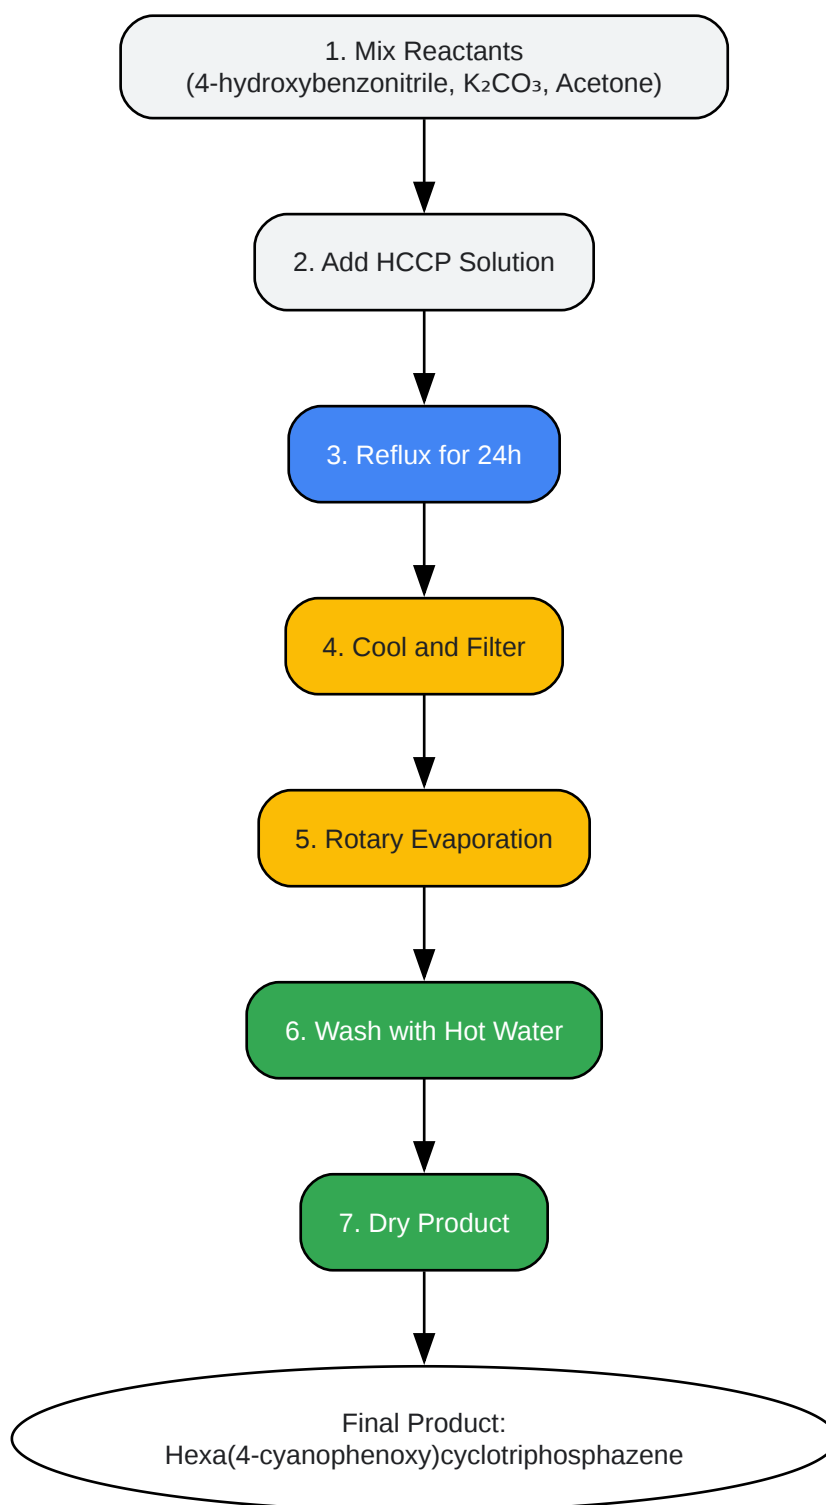 1. Mix Reactants
(4-hydroxybenzonitrile, K₂CO₃, Acetone)
2. Add HCCP Solution
3. Reflux for 24h
4. Cool and Filter
5. Rotary Evaporation
6. Wash with Hot Water
7. Dry Product
Final Product:
Hexa(4-cyanophenoxy)cyclotriphosphazene